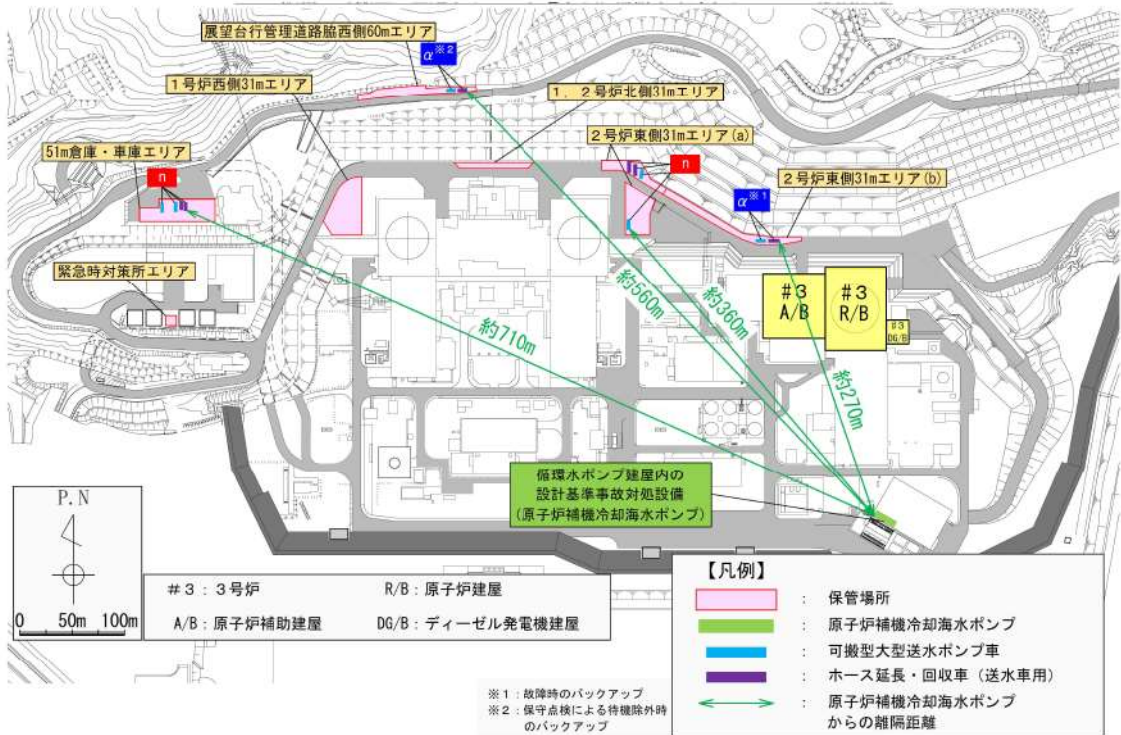 展望台行管理道路脇西側60mエリア
α※2
1号炉西側31mエリア
1,2号炉北側31mエリア
2号炉東側31mエリア(a)
51m倉庫・車庫エリア
n
n
α※1
2号炉東側31mエリア(b)
緊急時対策所エリア
#3
A/B
#3
R/B
#3
DG/B
約560m
約360m
約710m
約270m
循環水ポンプ建屋内の
設計基準事故対処設備
(原子炉補機冷却海水ポンプ)
P.N
0 50m 100m
#3:3号炉 R/B:原子炉建屋
A/B:原子炉補助建屋 DG/B:ディーゼル発電機建屋
【凡例】
: 保管場所
: 原子炉補機冷却海水ポンプ
: 可搬型大型送水ポンプ車
: ホース延長・回収車(送水車用)
: 原子炉補機冷却海水ポンプ
からの離隔距離
※1:故障時のバックアップ
※2:保守点検による待機除外時
のバックアップ